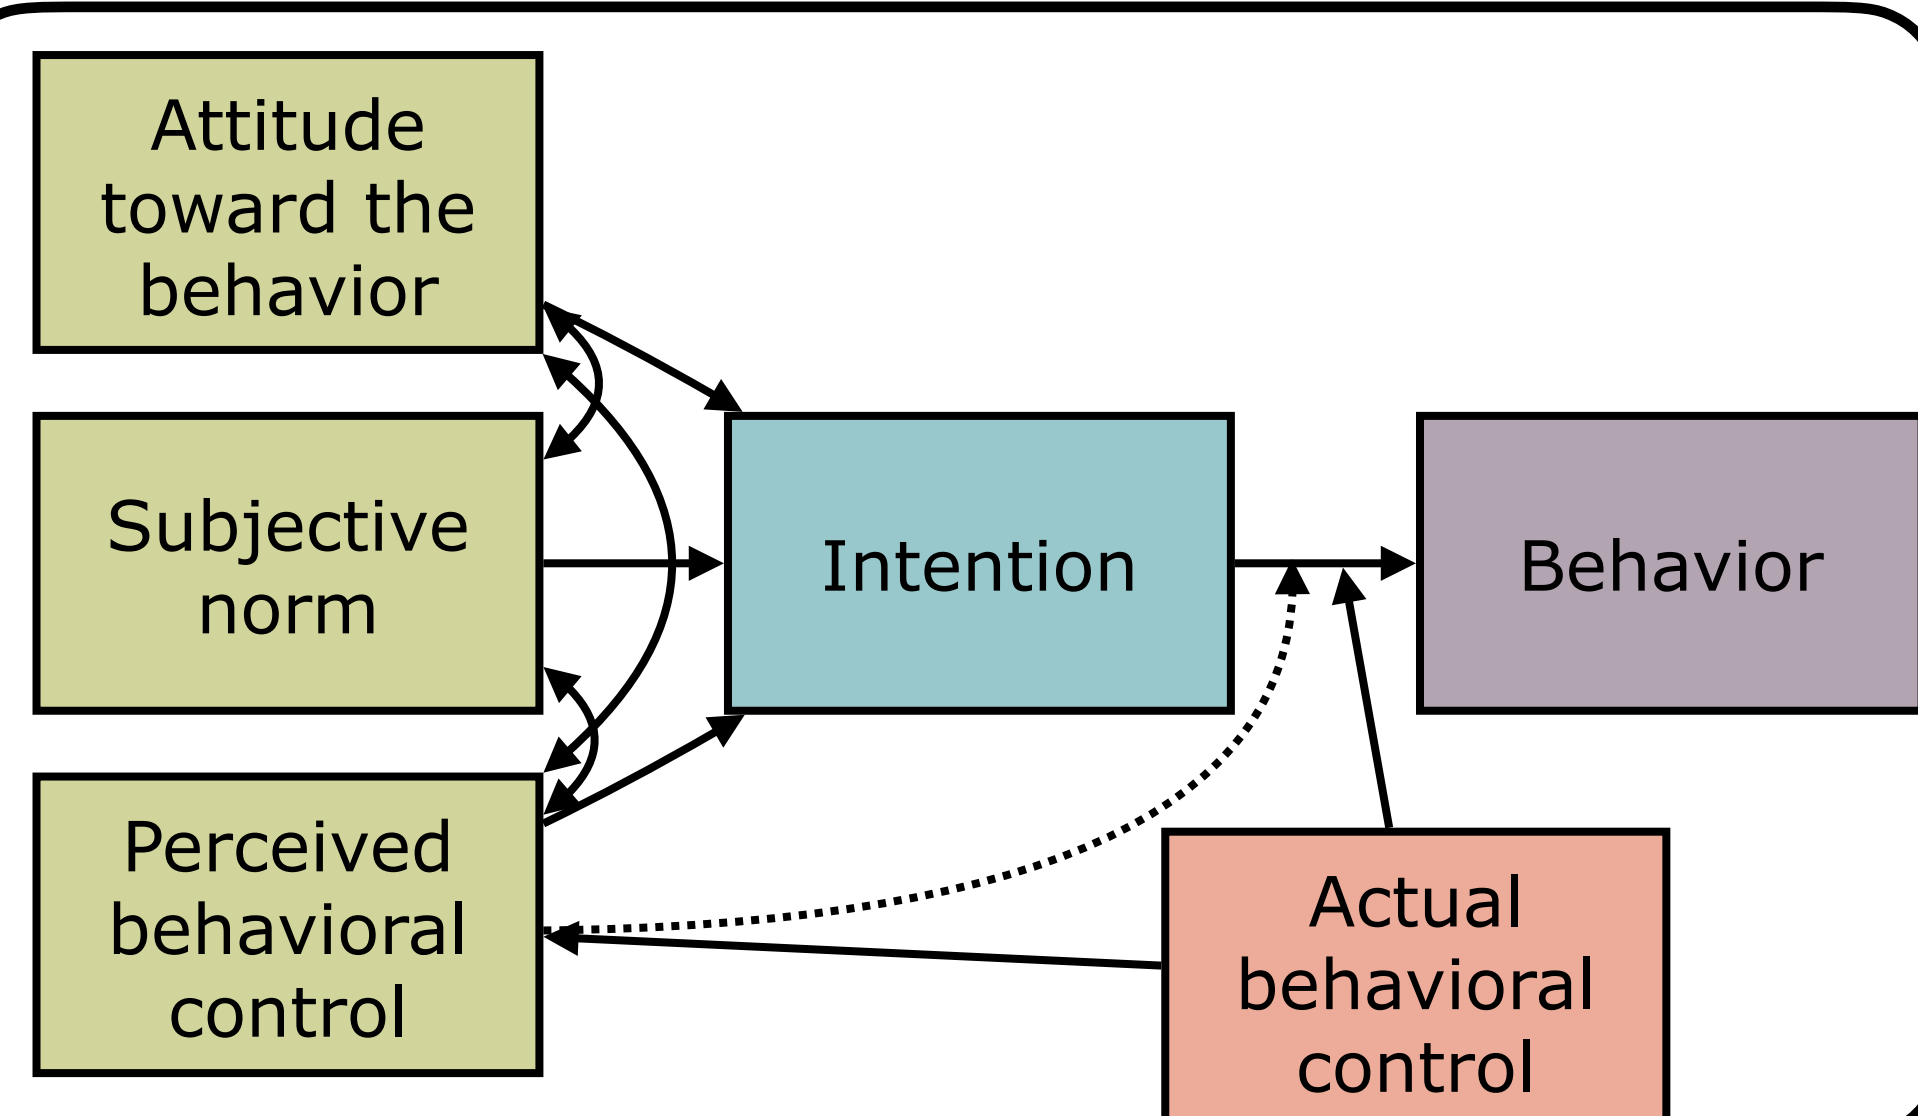 Attitude
toward the
behavior
Subjective
norm
Intention
Behavior
Perceived
behavioral
control
Actual
behavioral
control